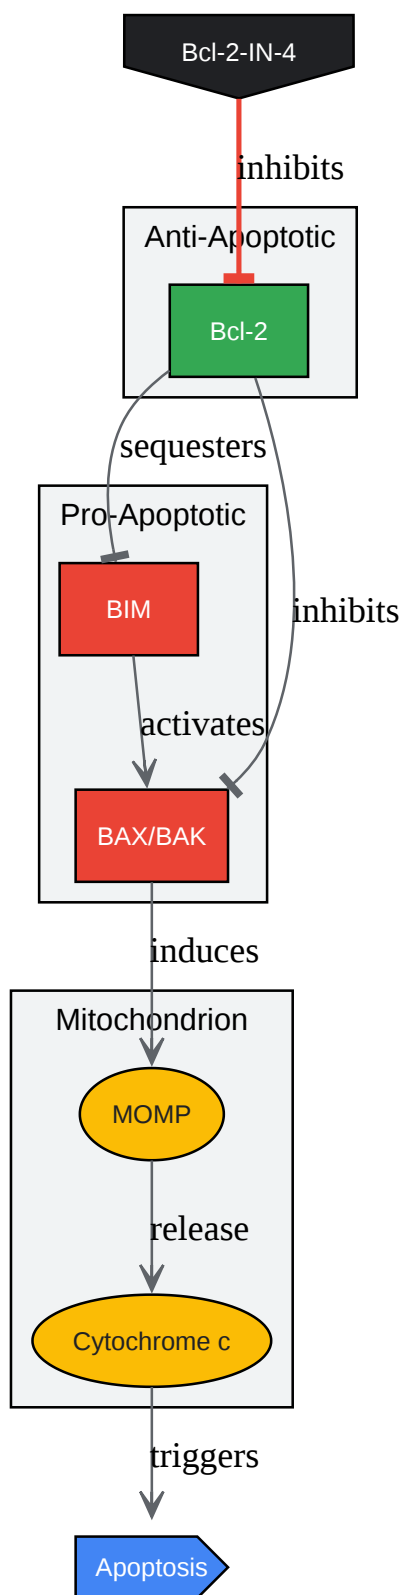 Bcl-2-IN-4
inhibits
Anti-Apoptotic
Bcl-2
sequesters
Pro-Apoptotic
BIM
inhibits
activates
BAX/BAK
induces
Mitochondrion
MOMP
release
Cytochrome c
triggers
Apoptosis